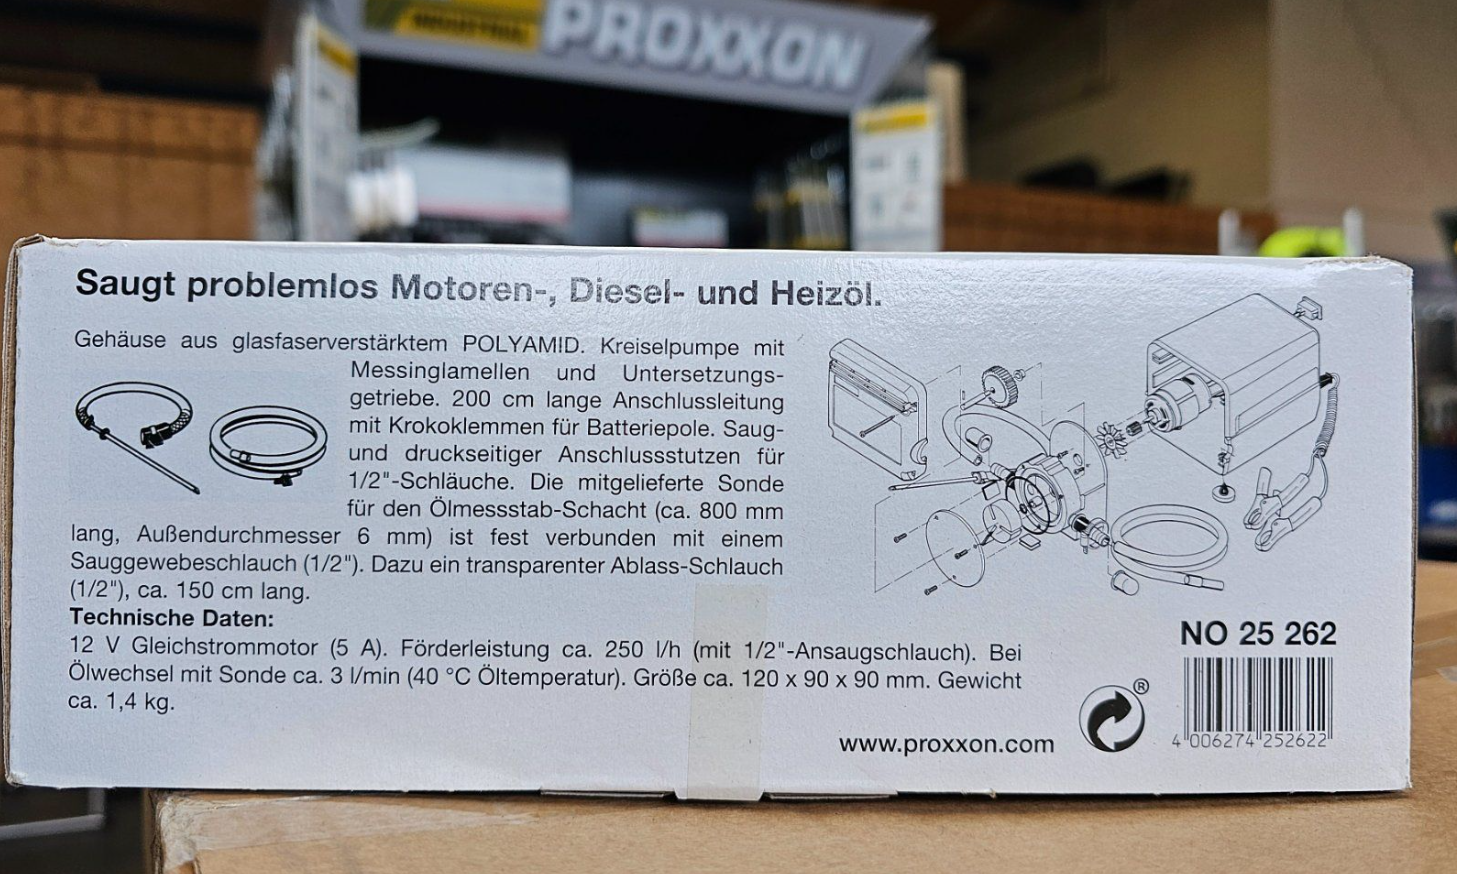 INDUSTRIAL PROXXON
Saugt problemlos Motoren-, Diesel- und Heizöl.
Gehäuse aus glasfaserverstärktem POLYAMID. Kreiselpumpe mit
Messinglamellen und Untersetzungs-
getriebe. 200 cm lange Anschlussleitung
mit Krokoklemmen für Batteriepole. Saug-
und druckseitiger Anschlussstutzen für
1/2"-Schläuche. Die mitgelieferte Sonde
für den Ölmessstab-Schacht (ca. 800 mm
lang, Außendurchmesser 6 mm) ist fest verbunden mit einem
Sauggewebeschlauch (1/2"). Dazu ein transparenter Ablass-Schlauch
(1/2"), ca. 150 cm lang.
Technische Daten:
12 V Gleichstrommotor (5 A). Förderleistung ca. 250 l/h (mit 1/2"-Ansaugschlauch). Bei
Ölwechsel mit Sonde ca. 3 l/min (40 °C Öltemperatur). Größe ca. 120 x 90 x 90 mm. Gewicht
ca. 1,4 kg.
www.proxxon.com
®
NO 25 262
4 006274 252622